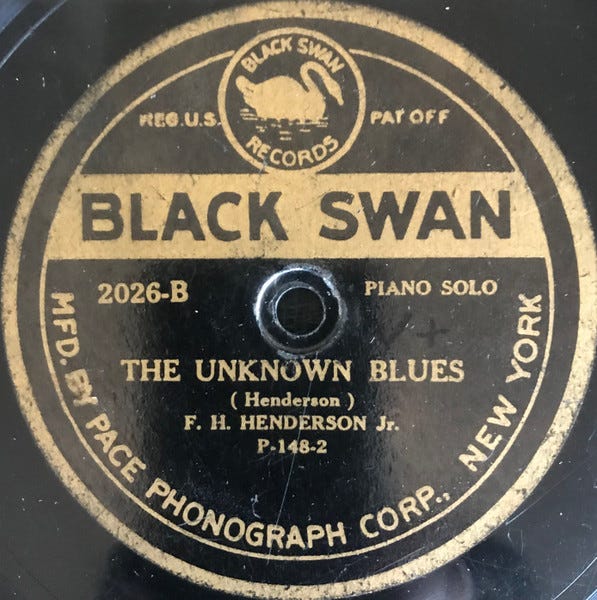 BLACK SWAN
RECORDS
REG. U.S. PAT OFF
BLACK SWAN
2026-B PIANO SOLO
THE UNKNOWN BLUES
( Henderson )
F. H. HENDERSON Jr.
P-148-2
MFD. BY PACE PHONOGRAPH CORP., NEW YORK